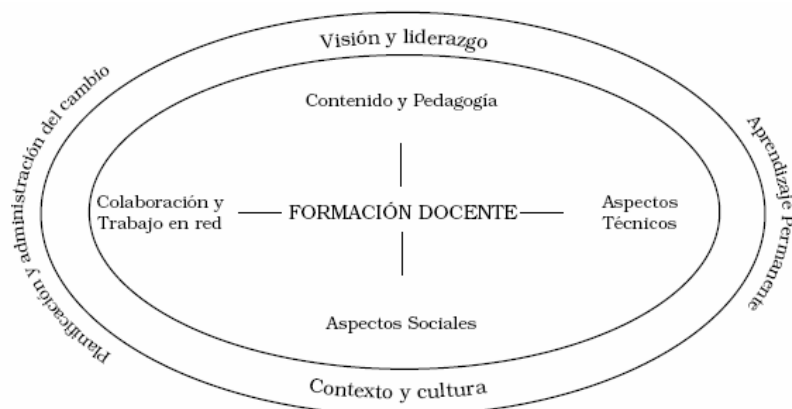 Visión y liderazgo
Planificación y administración del cambio
Aprendizaje Permanente
Contenido y Pedagogía
Colaboración y
Trabajo en red
FORMACIÓN DOCENTE
Aspectos
Técnicos
Aspectos Sociales
Contexto y cultura